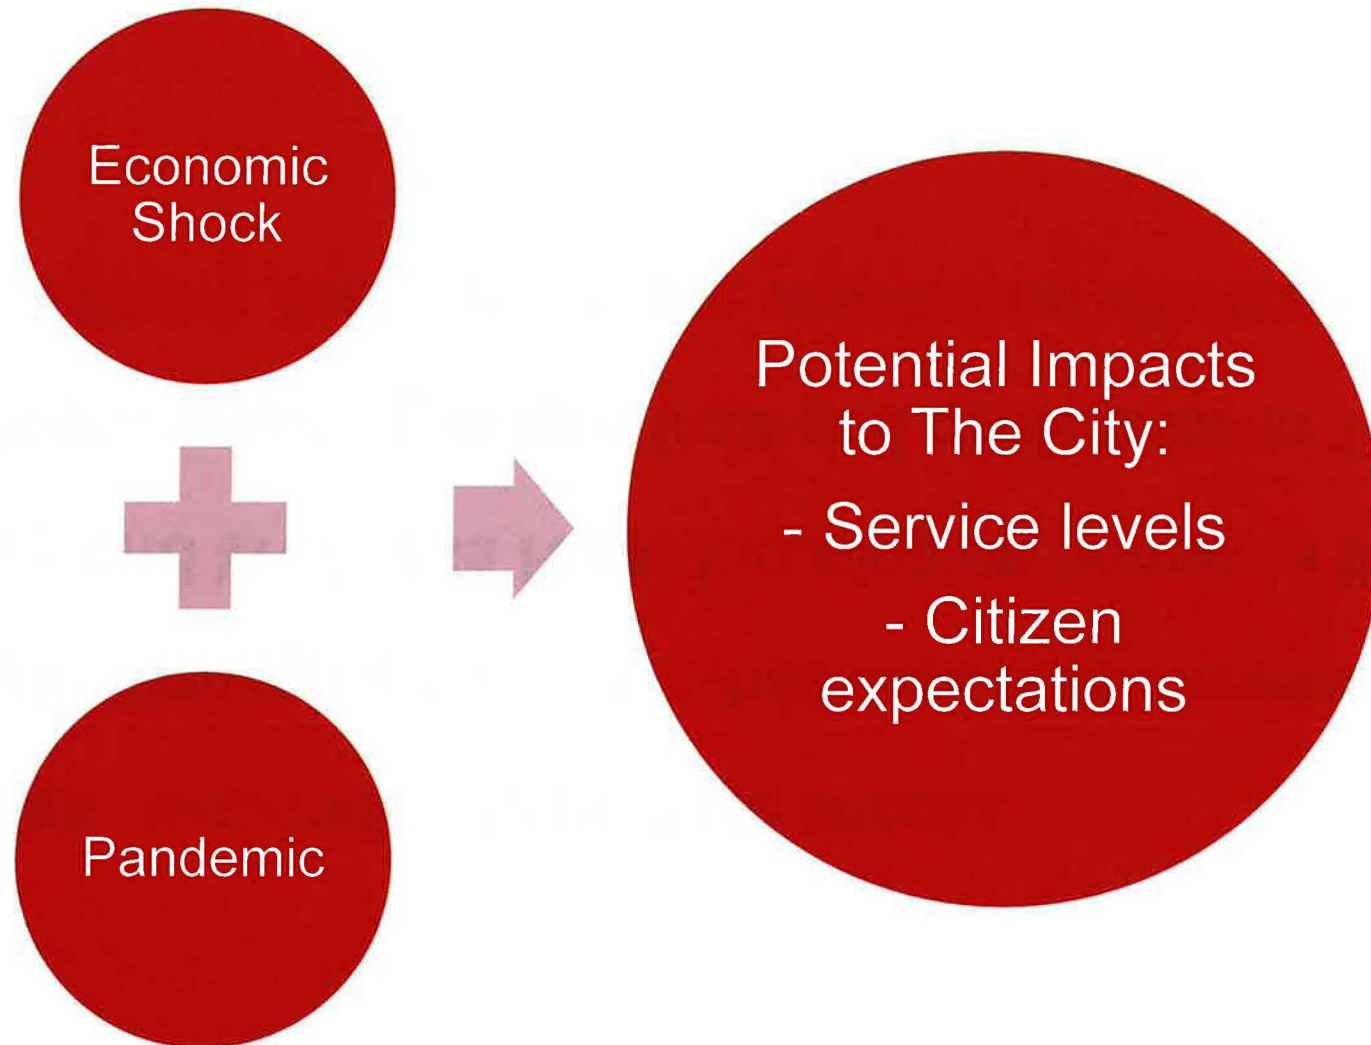 Economic
Shock
Pandemic
Potential Impacts
to The City:
- Service levels
- Citizen
expectations